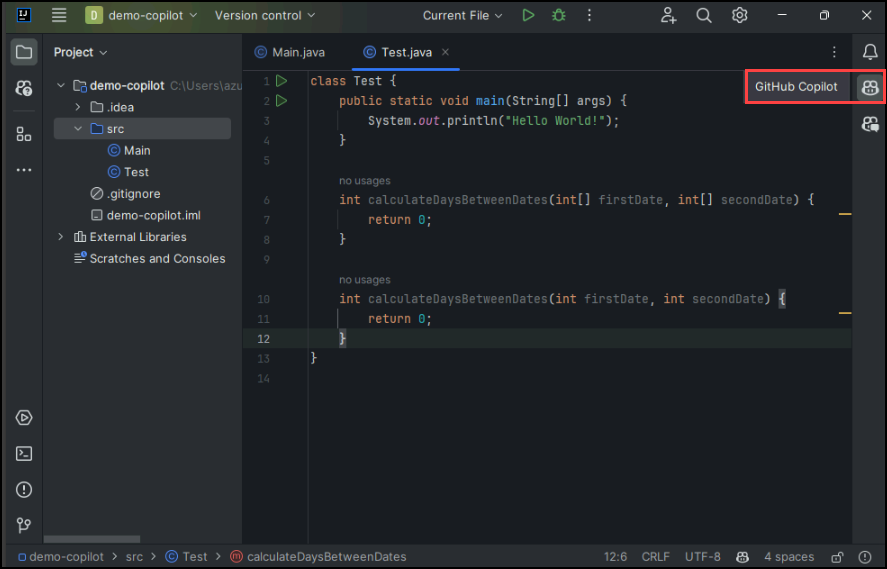 IJ
D demo-copilot
Version control
Current File
Project
Main.java
Test.java
demo-copilot C:\Users\azu
.idea
src
Main
Test
.gitignore
demo-copilot.iml
External Libraries
Scratches and Consoles
1 class Test {
2 public static void main(String[] args) {
3 System.out.println("Hello World!");
4 }
5
no usages
6 int calculateDaysBetweenDates(int[] firstDate, int[] secondDate) {
7 return 0;
8 }
9
no usages
10 int calculateDaysBetweenDates(int firstDate, int secondDate) {
11 return 0;
12 }
13 }
14
GitHub Copilot
demo-copilot > src > Test > calculateDaysBetweenDates
12:6 CRLF UTF-8 4 spaces